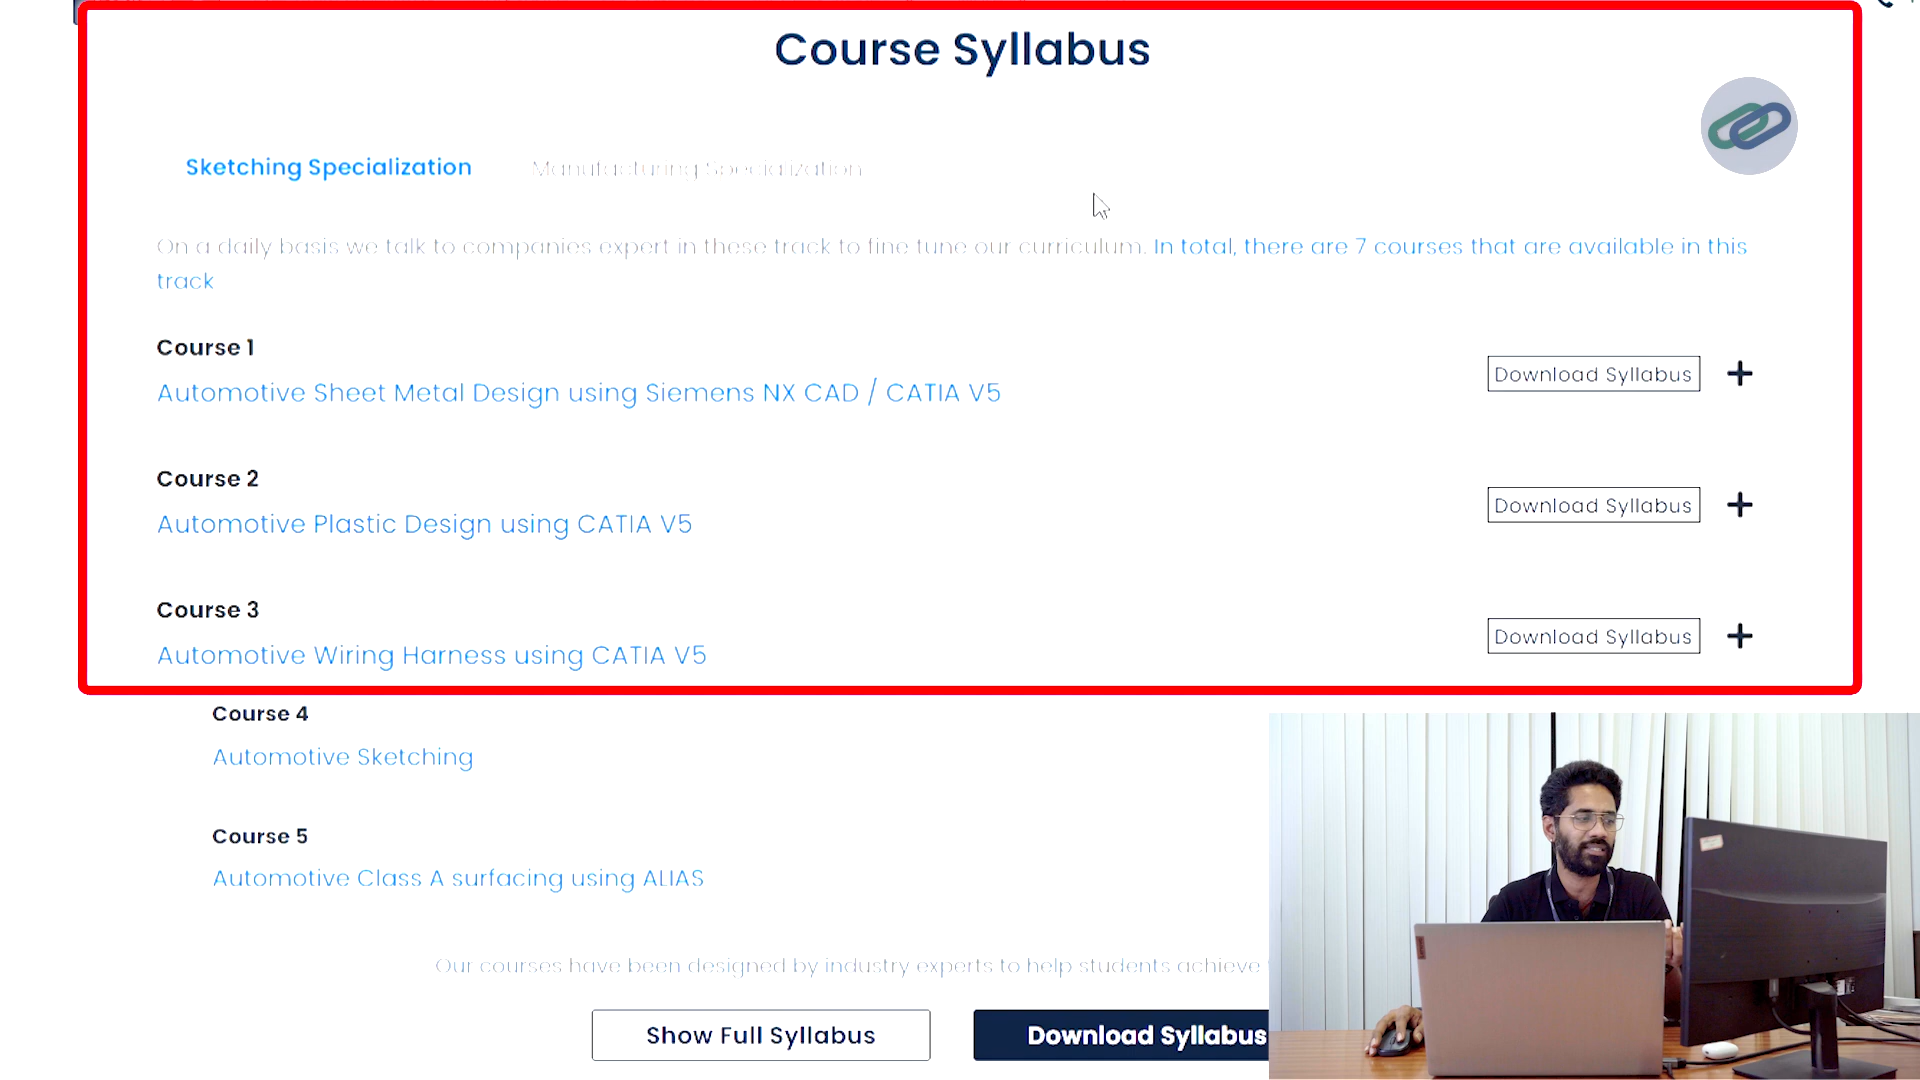 Course Syllabus
Sketching Specialization
Manufacturing Specialization
On a daily basis we talk to companies expert in these track to fine tune our curriculum. In total, there are 7 courses that are available in this
track
Course 1
Automotive Sheet Metal Design using Siemens NX CAD / CATIA V5
Download Syllabus
Course 2
Automotive Plastic Design using CATIA V5
Download Syllabus
Course 3
Automotive Wiring Harness using CATIA V5
Download Syllabus
Course 4
Automotive Sketching
Course 5
Automotive Class A surfacing using ALIAS
Our courses have been designed by industry experts to help students achieve
Show Full Syllabus
Download Syllabus